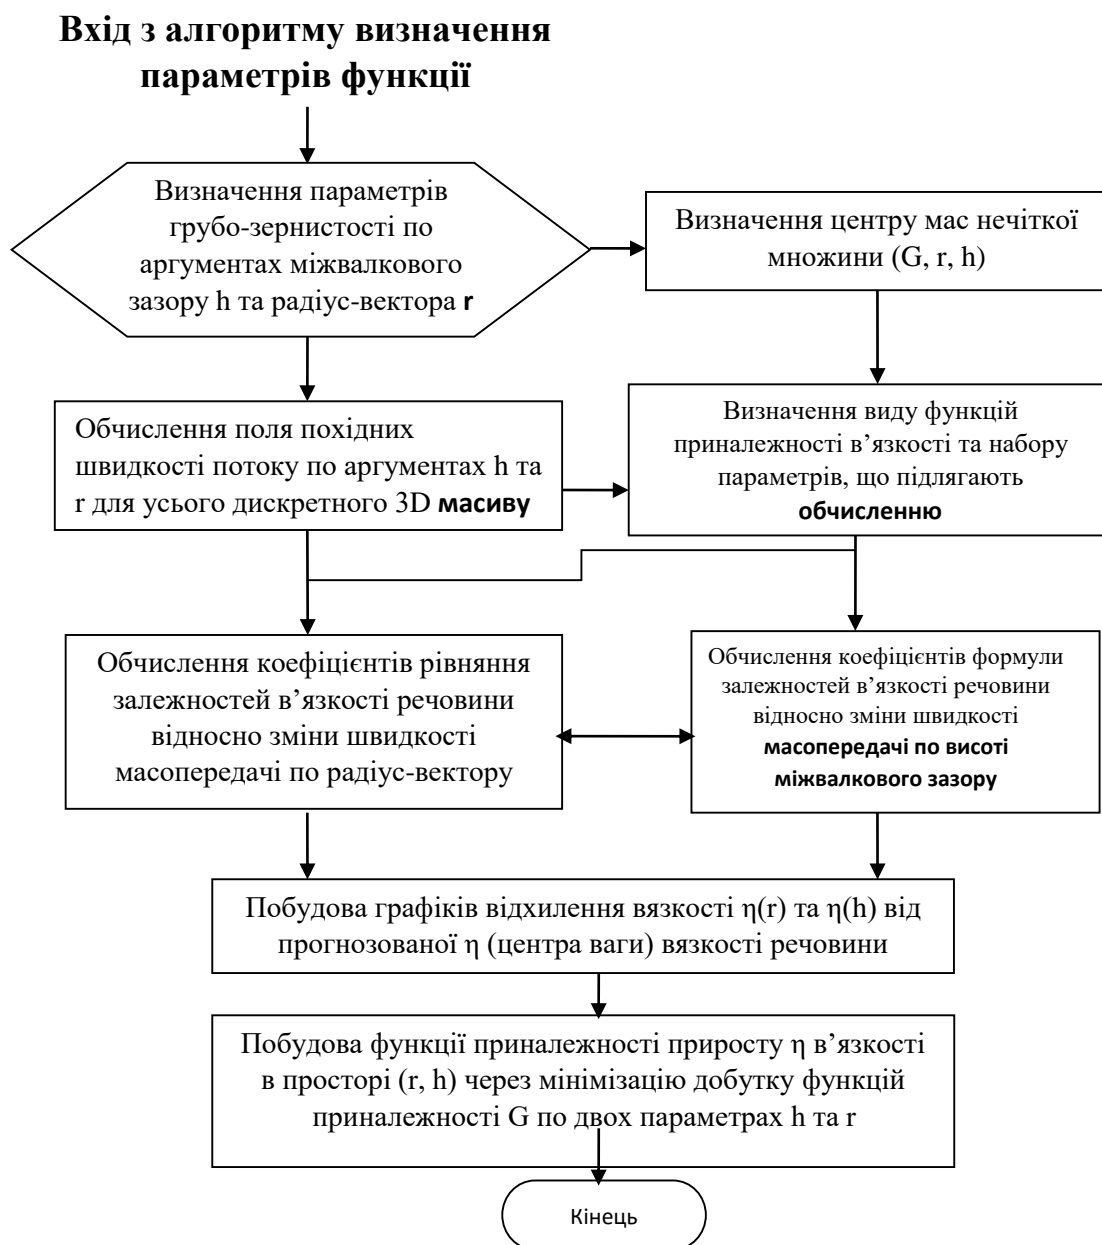 Вхід з алгоритму визначення
параметрів функції
Визначення параметрів
грубо-зернистості по
аргументах міжвалкового
зазору h та радіус-вектора r
Визначення центру мас нечіткої
множини (G, r, h)
Обчислення поля похідних
швидкості потоку по аргументах h та
r для усього дискретного 3D масиву
Визначення виду функцій
приналежності в’язкості та набору
параметрів, що підлягають
обчисленню
Обчислення коефіцієнтів рівняння
залежностей в’язкості речовини
відносно зміни швидкості
масопередачі по радіус-вектору
Обчислення коефіцієнтів формули
залежностей в’язкості речовини
відносно зміни швидкості
масопередачі по висоті
міжвалкового зазору
Побудова графіків відхилення вязкості η(r) та η(h) від
прогнозованої η (центра ваги) вязкості речовини
Побудова функції приналежності приросту η в’язкості
в просторі (r, h) через мінімізацію добутку функцій
приналежності G по двох параметрах h та r
Кінець